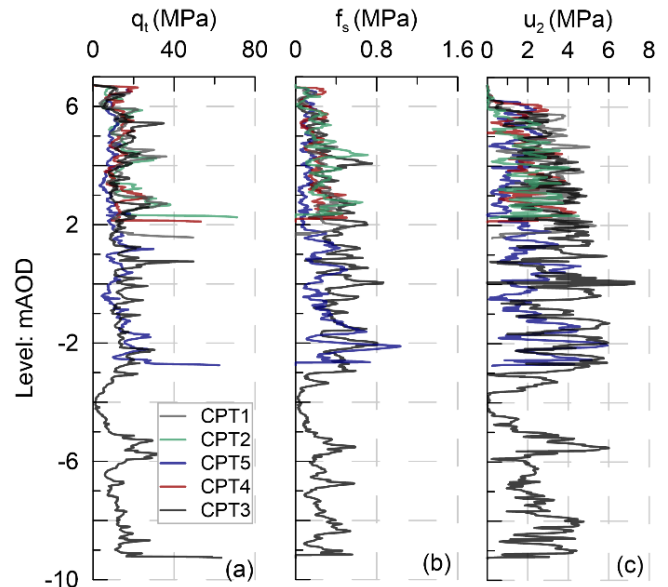 qt (MPa) fs (MPa) u2 (MPa)
0 40 80 0 0.8 1.6 0 2 4 6 8
6
2
-2
-6
-10
Level: mAOD
CPT1
CPT2
CPT5
CPT4
CPT3
(a) (b) (c)